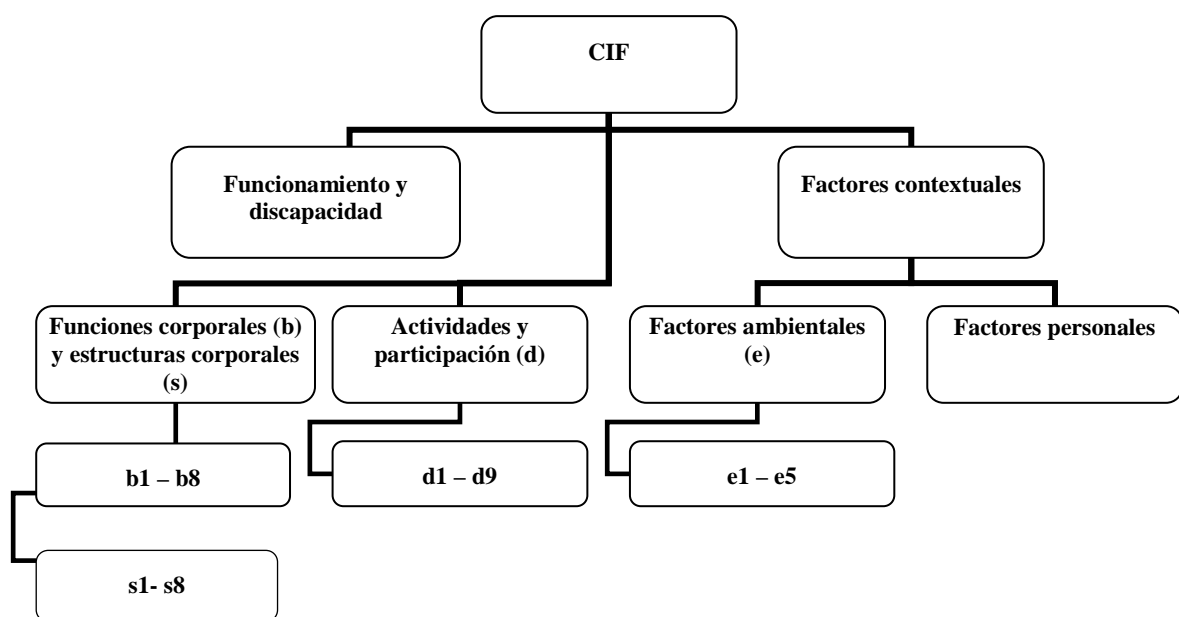 CIF
Funcionamiento y
discapacidad
Factores contextuales
Funciones corporales (b)
y estructuras corporales
(s)
Actividades y
participación (d)
Factores ambientales
(e)
Factores personales
b1 – b8
d1 – d9
e1 – e5
s1- s8